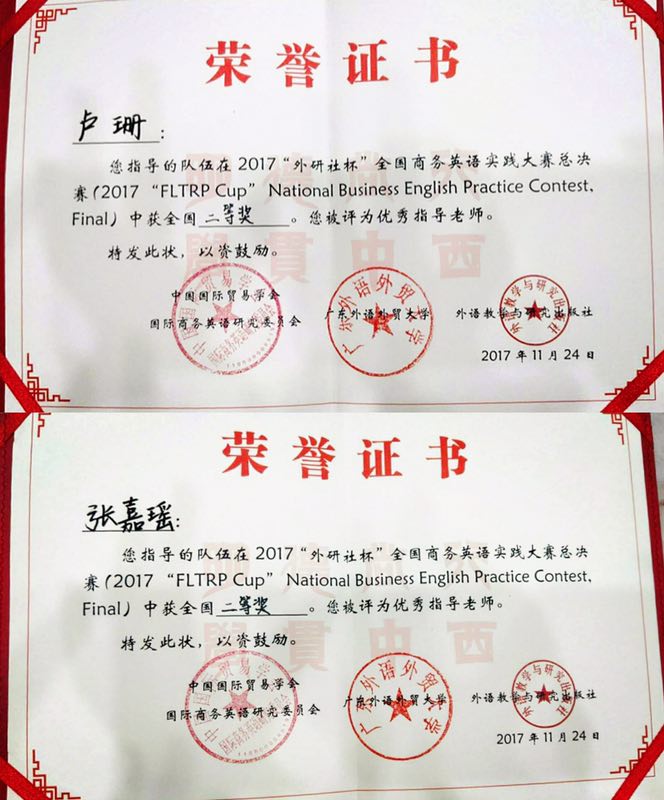 荣誉证书
卢珊：
您指导的队伍在2017“外研社杯”全国商务英语实践大赛总决
赛（2017 “FLTRP Cup” National Business English Practice Contest,
Final）中获全国二等奖。您被评为优秀指导老师。
特发此状，以资鼓励。
中国国际贸易学会
国际商务英语研究委员会
广东外语外贸大学
外语教学与研究出版社
2017年11月24日
荣誉证书
张嘉瑶：
您指导的队伍在2017“外研社杯”全国商务英语实践大赛总决
赛（2017 “FLTRP Cup” National Business English Practice Contest,
Final）中获全国二等奖。您被评为优秀指导老师。
特发此状，以资鼓励。
中国国际贸易学会
国际商务英语研究委员会
广东外语外贸大学
外语教学与研究出版社
2017年11月24日